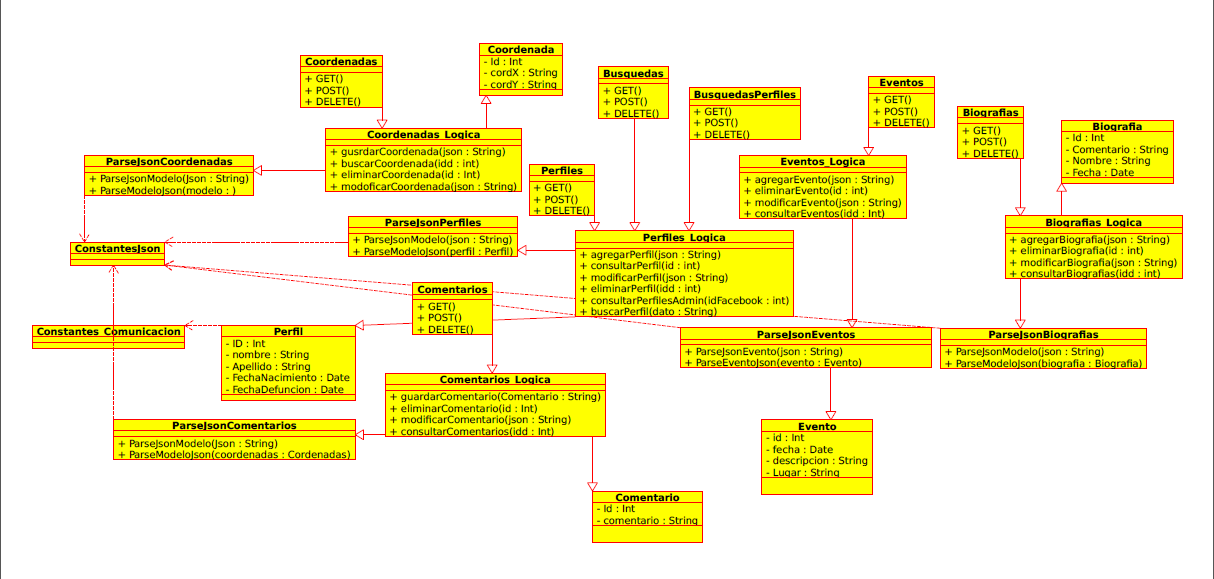 Coordenadas
+ GET()
+ POST()
+ DELETE()
Coordenada
- Id : Int
- cordX : String
- cordY : String
Busquedas
+ GET()
+ POST()
+ DELETE()
BusquedasPerfiles
+ GET()
+ POST()
+ DELETE()
Eventos
+ GET()
+ POST()
+ DELETE()
Biografias
+ GET()
+ POST()
+ DELETE()
Biografia
- Id : Int
- Comentario : String
- Nombre : String
- Fecha : Date
Coordenadas_Logica
+ gusrdarCoordenada(json : String)
+ buscarCoordenada(idd : int)
+ eliminarCoordenada(id : Int)
+ modoficarCoordenada(json : String)
ParseJsonCoordenadas
+ ParseJsonModelo(Json : String)
+ ParseModeloJson(modelo : )
Perfiles
+ GET()
+ POST()
+ DELETE()
Eventos_Logica
+ agregarEvento(json : String)
+ eliminarEvento(id : int)
+ modificarEvento(json : String)
+ consultarEventos(idd : Int)
ParseJsonPerfiles
+ ParseJsonModelo(json : String)
+ ParseModeloJson(perfil : Perfil)
Perfiles_Logica
+ agregarPerfil(json : String)
+ consultarPerfil(id : int)
+ modificarPerfil(json : String)
+ eliminarPerfil(idd : int)
+ consultarPerfilesAdmin(idFacebook : int)
+ buscarPerfil(dato : String)
Biografias_Logica
+ agregarBiografia(json : String)
+ eliminarBiografia(id : int)
+ modificarBiografia(json : String)
+ consultarBiografias(idd : int)
ConstantesJson
Comentarios
+ GET()
+ POST()
+ DELETE()
Constantes_Comunicacion
Perfil
- ID : Int
- nombre : String
- Apellido : String
- FechaNacimiento : Date
- FechaDefuncion : Date
ParseJsonEventos
+ ParseJsonEvento(json : String)
+ ParseEventoJson(evento : Evento)
ParseJsonBiografias
+ ParseJsonModelo(json : String)
+ ParseModeloJson(biografia : Biografia)
Comentarios_Logica
+ guardarComentario(Comentario : String)
+ eliminarComentario(id : Int)
+ modificarComentario(json : String)
+ consultarComentarios(idd : Int)
ParseJsonComentarios
+ ParseJsonModelo(Json : String)
+ ParseModeloJson(coordenadas : Cordenadas)
Evento
- id : Int
- fecha : Date
- descripcion : String
- Lugar : String
Comentario
- Id : Int
- comentario : String